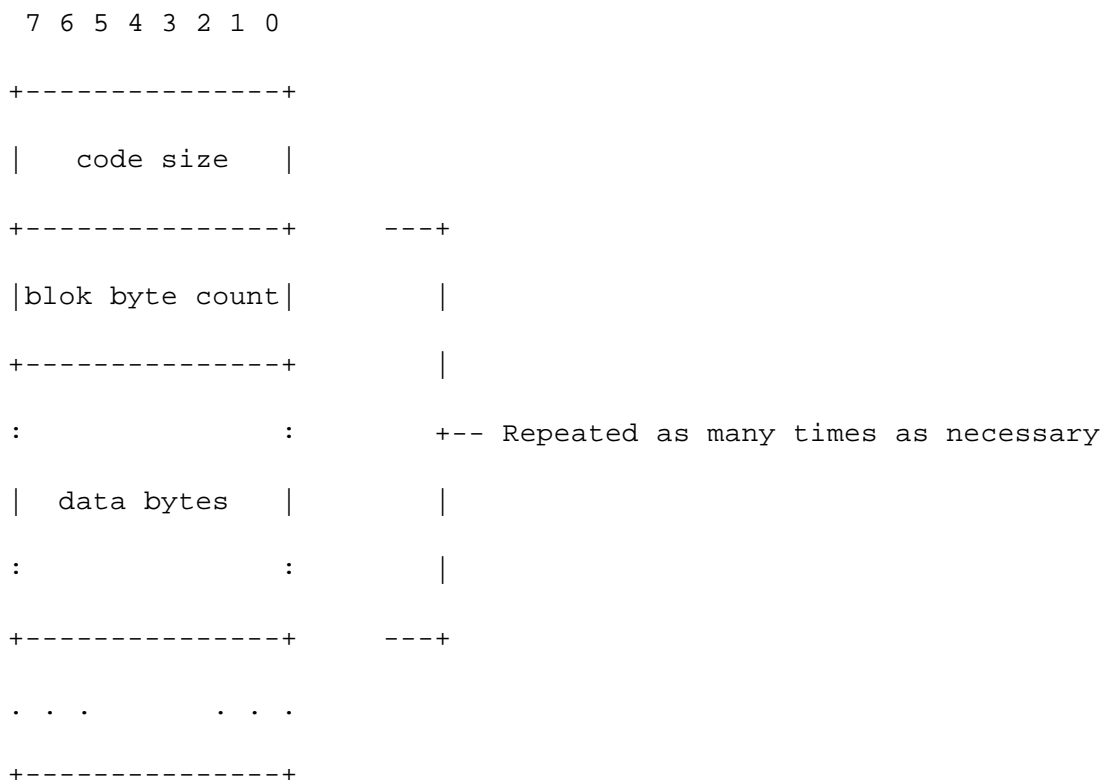 7 6 5 4 3 2 1 0
+---------------+
|   code size   |
+---------------+     ---+
|blok byte count|        |
+---------------+        |
:               :        +-- Repeated as many times as necessary
|  data bytes   |        |
:               :        |
+---------------+     ---+
. . .       . . .
+---------------+